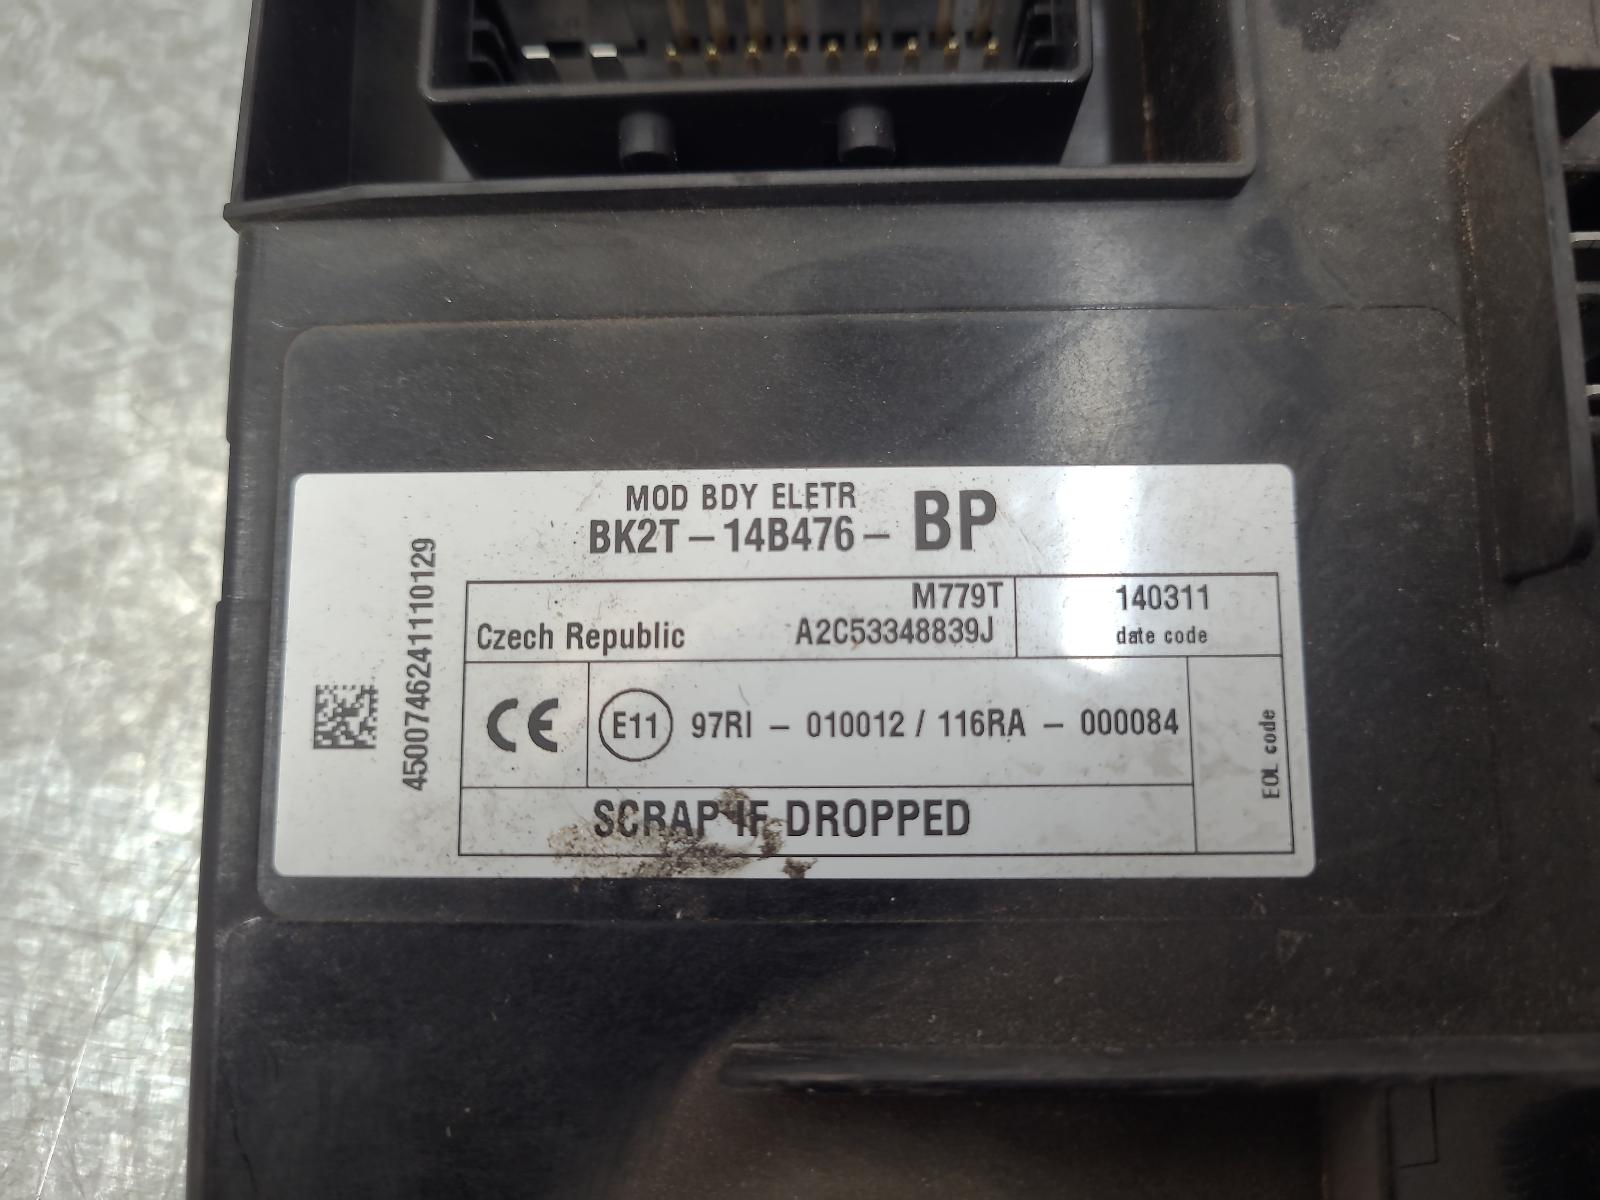 MOD BDY ELETR
BK2T-14B476- BP
45007462411110129
M779T
Czech Republic A2C53348839J
140311
date code
CE E11 97RI - 010012 / 116RA - 000084
EOL code
SCRAP IF DROPPED